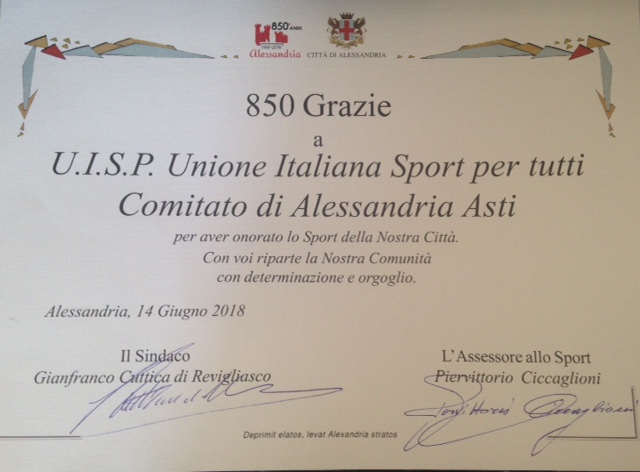 850° Anni
1168-2018
Alessandria
CITTÀ DI ALESSANDRIA
850 Grazie
a
U.I.S.P. Unione Italiana Sport per tutti
Comitato di Alessandria Asti
per aver onorato lo Sport della Nostra Città.
Con voi riparte la Nostra Comunità
con determinazione e orgoglio.
Alessandria, 14 Giugno 2018
Il Sindaco
Gianfranco Cuttica di Revigliasco
L'Assessore allo Sport
Piervittorio Ciccaglioni
Deprimit elatos, levat Alexandria stratos